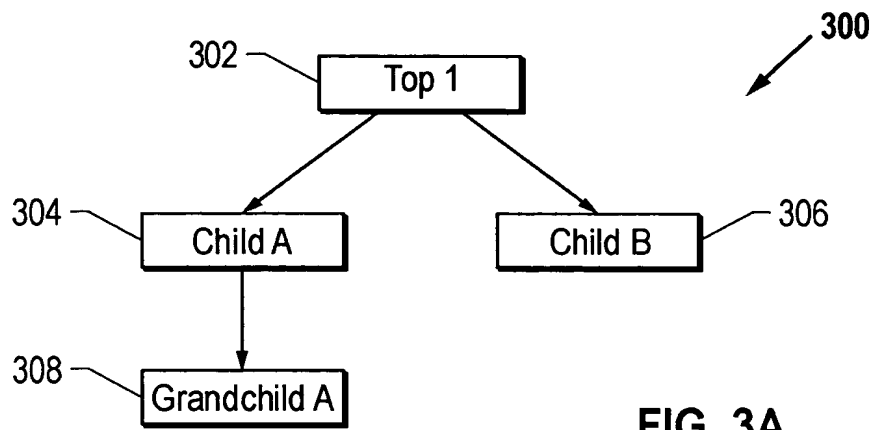 300
302
Top 1
304
Child A
Child B
306
308
Grandchild A
FIG. 3A